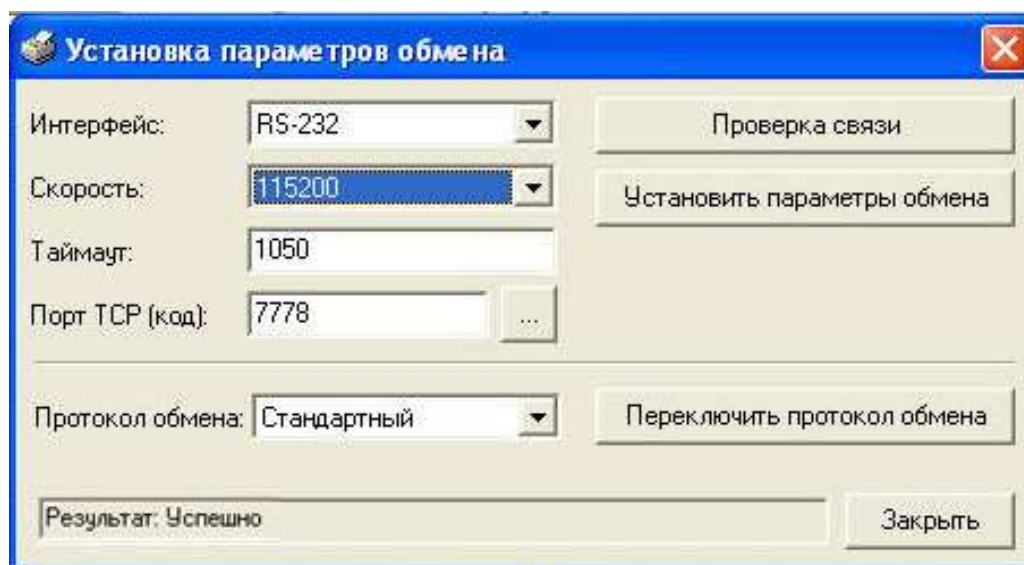 Установка параметров обмена
Интерфейс: RS-232 Проверка связи
Скорость: 115200 Установить параметры обмена
Таймаут: 1050
Порт TCP (код): 7778 ...
Протокол обмена: Стандартный Переключить протокол обмена
Результат: Успешно Закрыть